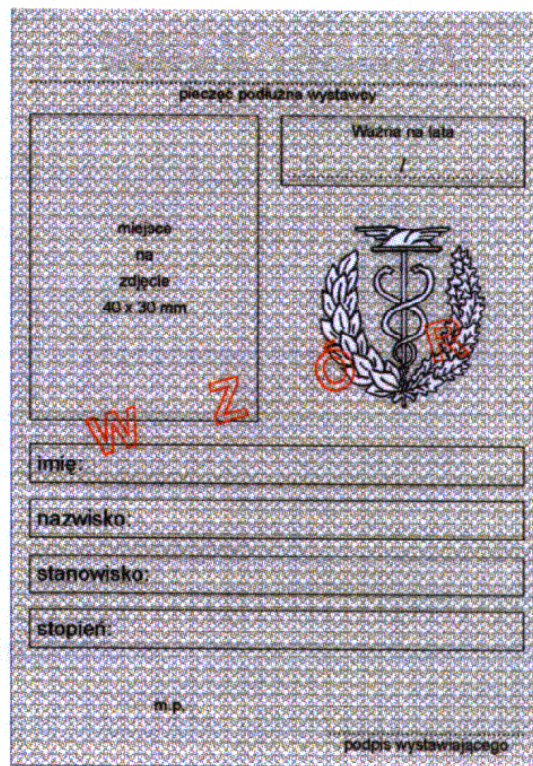 pieczęć podłużna wystawcy
Ważna na lata
/
miejsce
na
zdjęcie
40 x 30 mm
W Z Ó R
imię:
nazwisko:
stanowisko:
stopień:
m.p.
podpis wystawiającego